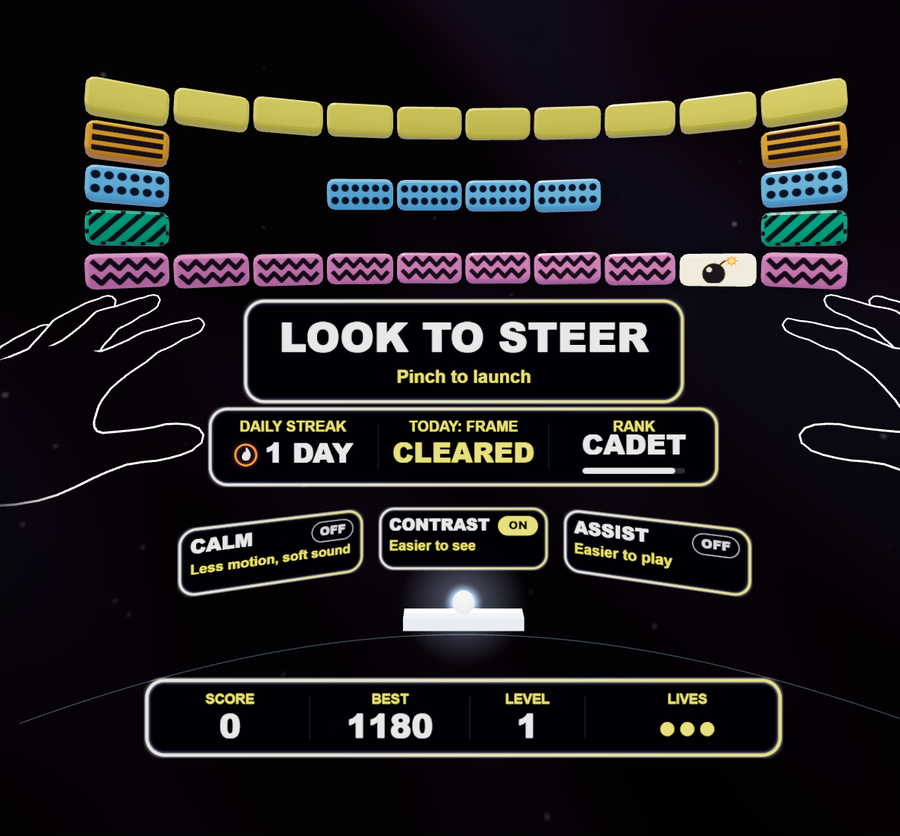 LOOK TO STEER
Pinch to launch
DAILY STREAK
1 DAY
TODAY: FRAME
CLEARED
RANK
CADET
CALM
OFF
Less motion, soft sound
CONTRAST
ON
Easier to see
ASSIST
OFF
Easier to play
SCORE
0
BEST
1180
LEVEL
1
LIVES